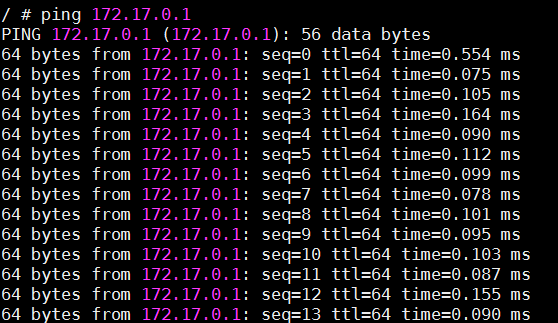 / # ping 172.17.0.1
PING 172.17.0.1 (172.17.0.1): 56 data bytes
64 bytes from 172.17.0.1: seq=0 ttl=64 time=0.554 ms
64 bytes from 172.17.0.1: seq=1 ttl=64 time=0.075 ms
64 bytes from 172.17.0.1: seq=2 ttl=64 time=0.105 ms
64 bytes from 172.17.0.1: seq=3 ttl=64 time=0.164 ms
64 bytes from 172.17.0.1: seq=4 ttl=64 time=0.090 ms
64 bytes from 172.17.0.1: seq=5 ttl=64 time=0.112 ms
64 bytes from 172.17.0.1: seq=6 ttl=64 time=0.099 ms
64 bytes from 172.17.0.1: seq=7 ttl=64 time=0.078 ms
64 bytes from 172.17.0.1: seq=8 ttl=64 time=0.101 ms
64 bytes from 172.17.0.1: seq=9 ttl=64 time=0.095 ms
64 bytes from 172.17.0.1: seq=10 ttl=64 time=0.103 ms
64 bytes from 172.17.0.1: seq=11 ttl=64 time=0.087 ms
64 bytes from 172.17.0.1: seq=12 ttl=64 time=0.155 ms
64 bytes from 172.17.0.1: seq=13 ttl=64 time=0.090 ms